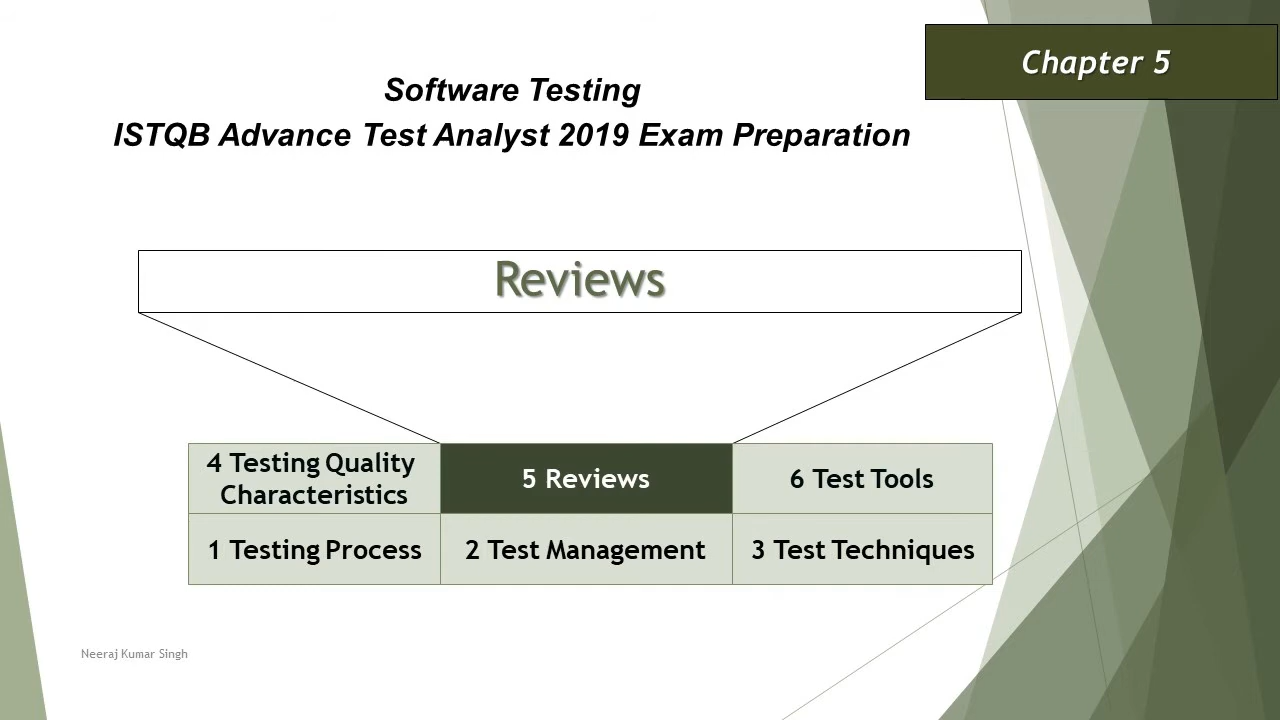 Chapter 5
Software Testing
ISTQB Advance Test Analyst 2019 Exam Preparation
Reviews
4 Testing Quality
Characteristics
5 Reviews
6 Test Tools
1 Testing Process
2 Test Management
3 Test Techniques
Neeraj Kumar Singh